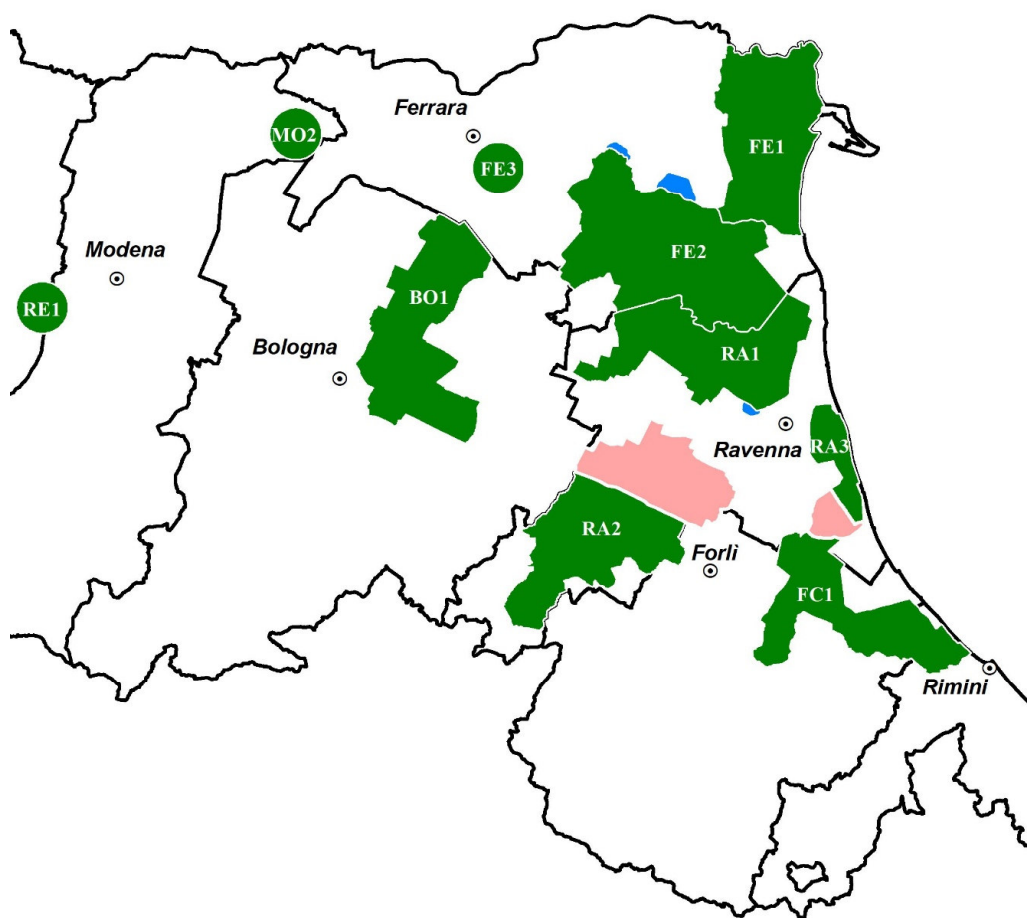 MO2
Ferrara
FE3
FE1
Modena
FE2
RE1
BO1
Bologna
RA1
Ravenna
RA3
RA2
Forlì
FC1
Rimini